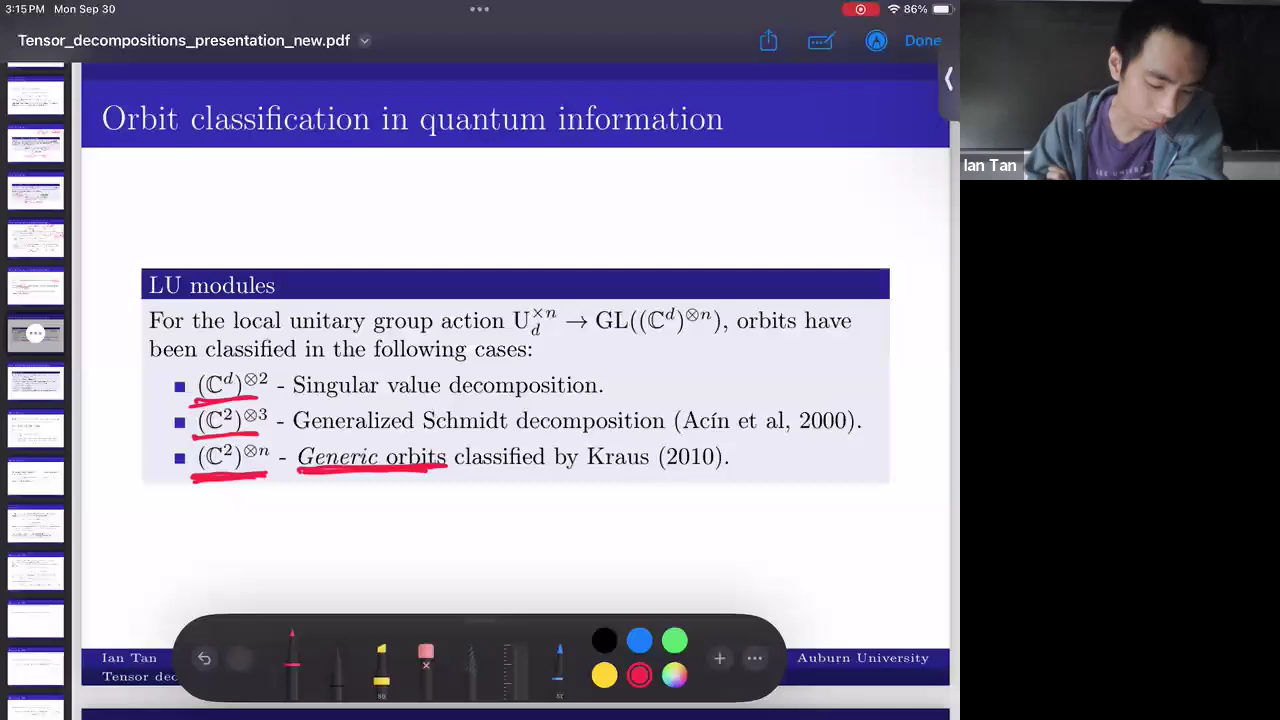 3:15 PM Mon Sep 30
86%
Tensor_decompositions_presentation_new.pdf
Done
Orbit classification in quantum information
LU modules
For the local unitary group action U_d^{×n} → GL((ℂ^d)^{⊗n}), orbits have
been classified in the following cases:
(ℂ^d)^{⊗2} - Singular value decomposition.
(ℂ^2)^{⊗3} - Generalized Schmidt decomposition (Acín et al, 2000).
(ℂ^2)^{⊗n} - Generic orbits classified by Kraus (2010).
Ian Tan
Auburn University
Tensor dec
Ian Tan